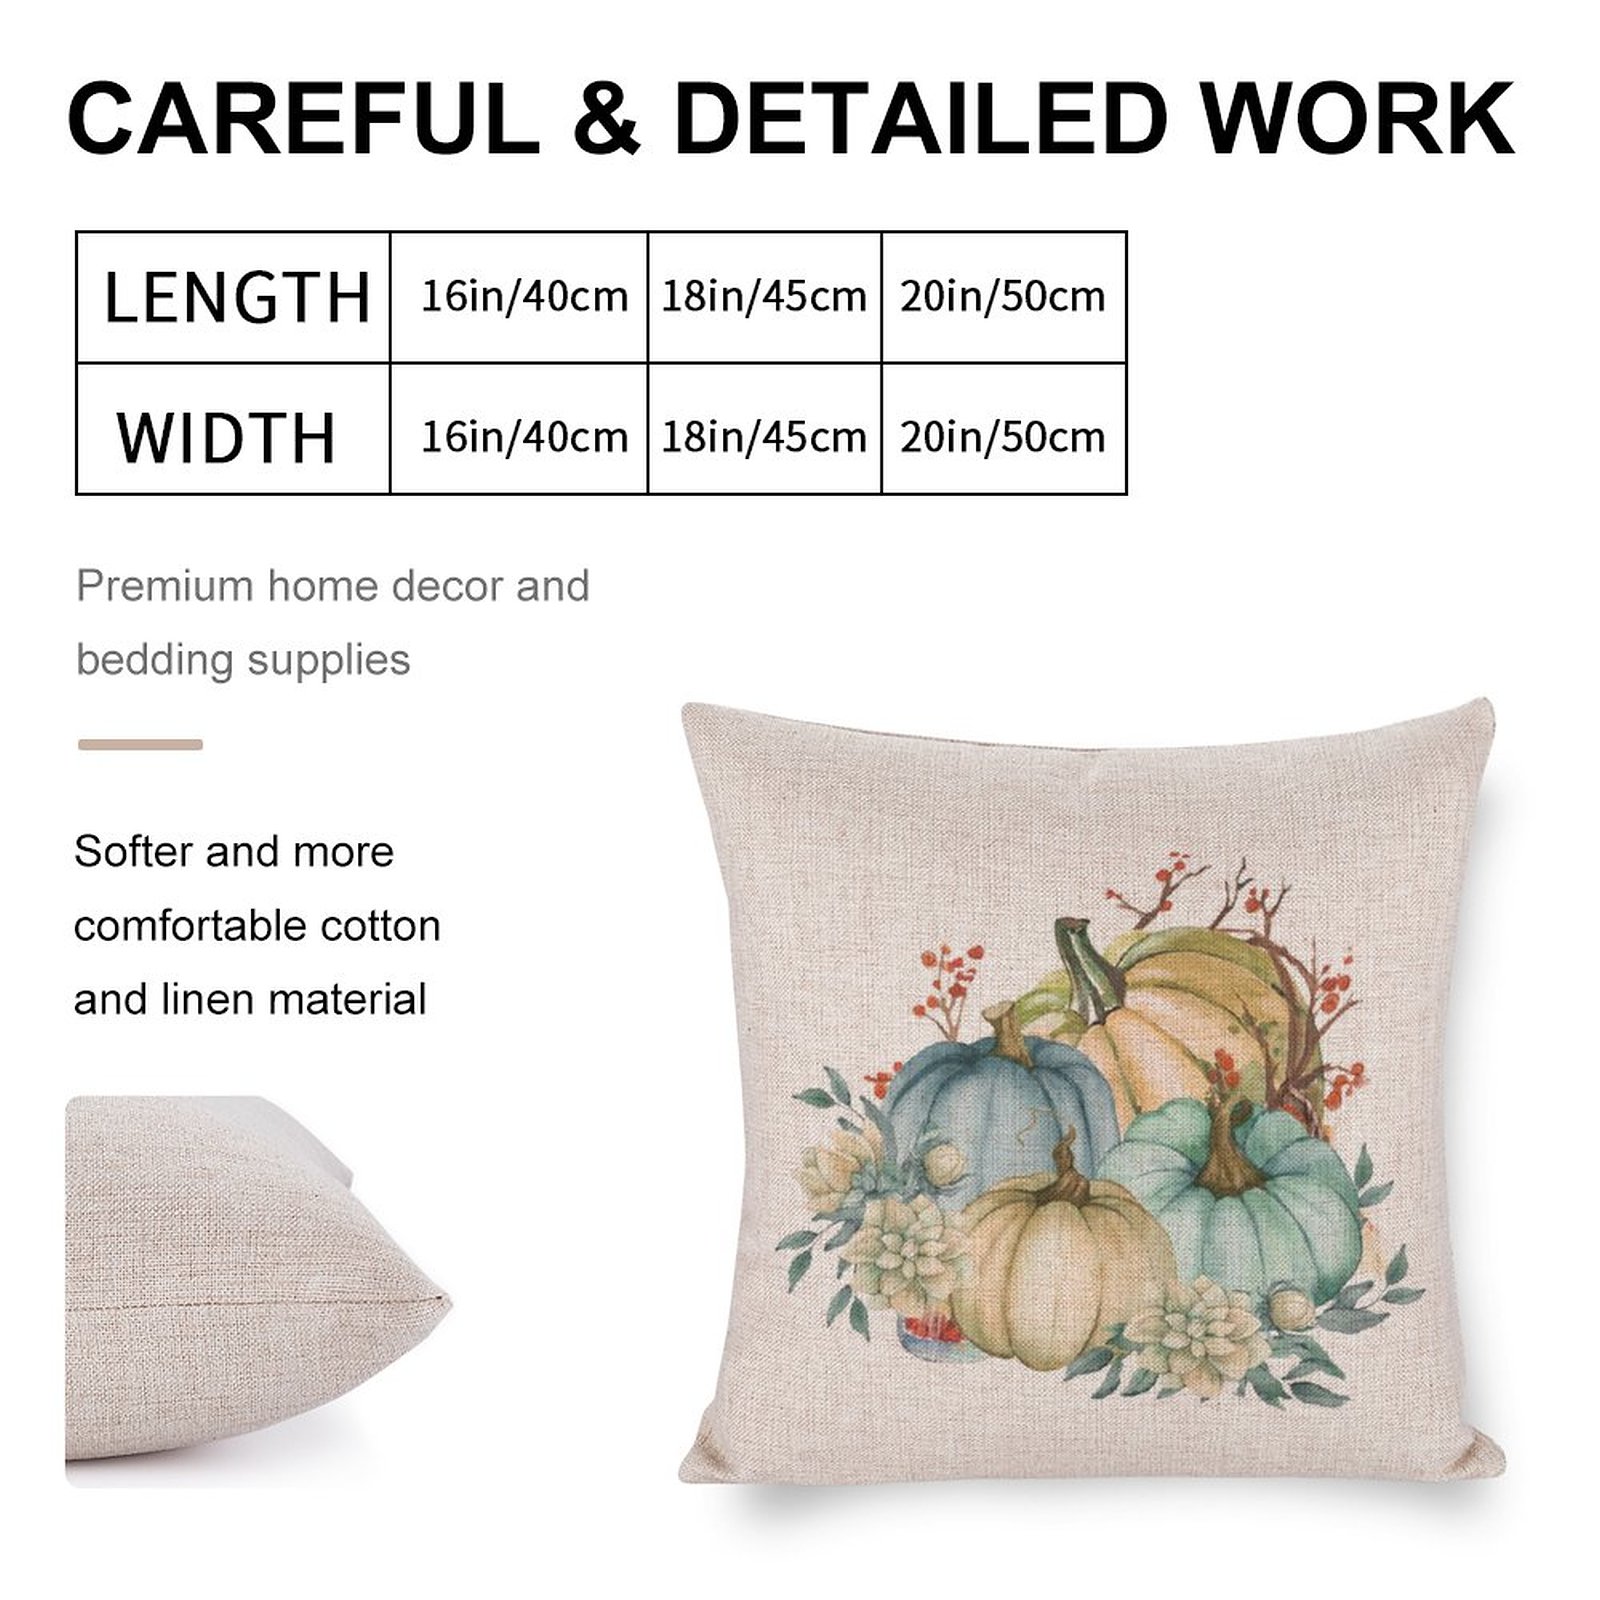 CAREFUL & DETAILED WORK
LENGTH 16in/40cm 18in/45cm 20in/50cm
WIDTH 16in/40cm 18in/45cm 20in/50cm
Premium home decor and
bedding supplies
Softer and more
comfortable cotton
and linen material